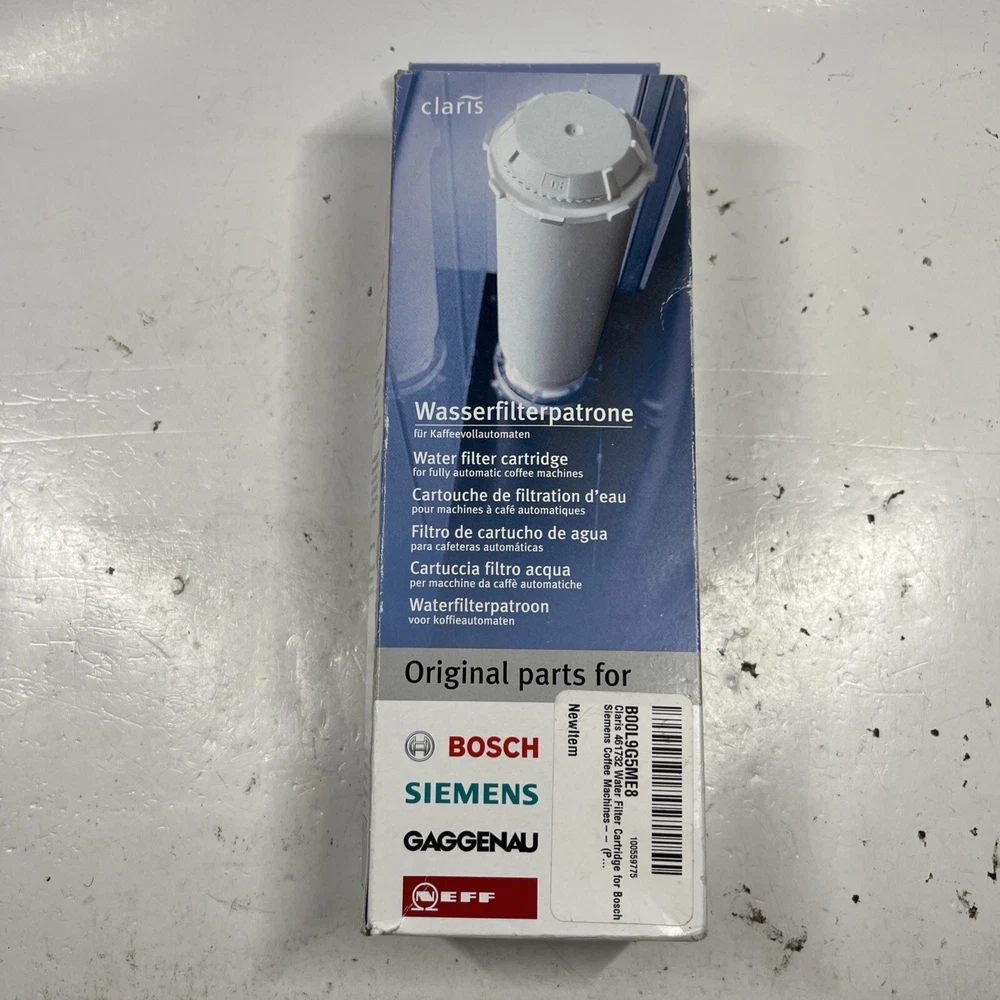 claris
Wasserfilterpatrone
für Kaffeevollautomaten
Water filter cartridge
for fully automatic coffee machines
Cartouche de filtration d'eau
pour machines à café automatiques
Filtro de cartucho de agua
para cafeteras automáticas
Cartuccia filtro acqua
per macchine da caffè automatiche
Waterfilterpatroon
voor koffieautomaten
Original parts for
BOSCH
SIEMENS
GAGGENAU
NEFF
B00L9G5ME8
100559775
Claris 461732 Water Filter Cartridge for Bosch
Siemens Coffee Machines - - (P...
NewItem